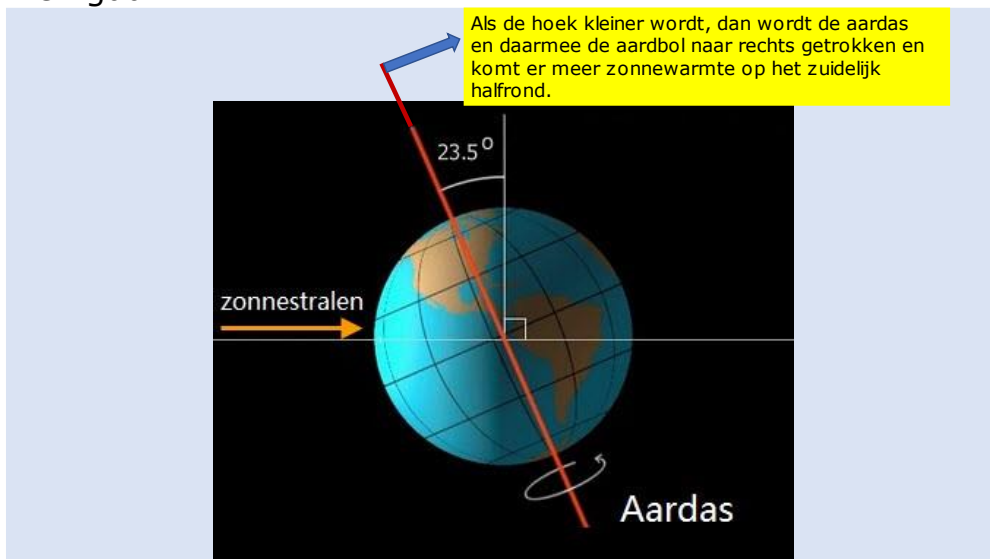 Als de hoek kleiner wordt, dan wordt de aardas
en daarmee de aardbol naar rechts getrokken en
komt er meer zonnewarmte op het zuidelijk
halfrond.
23.5°
zonnestralen
Aardas